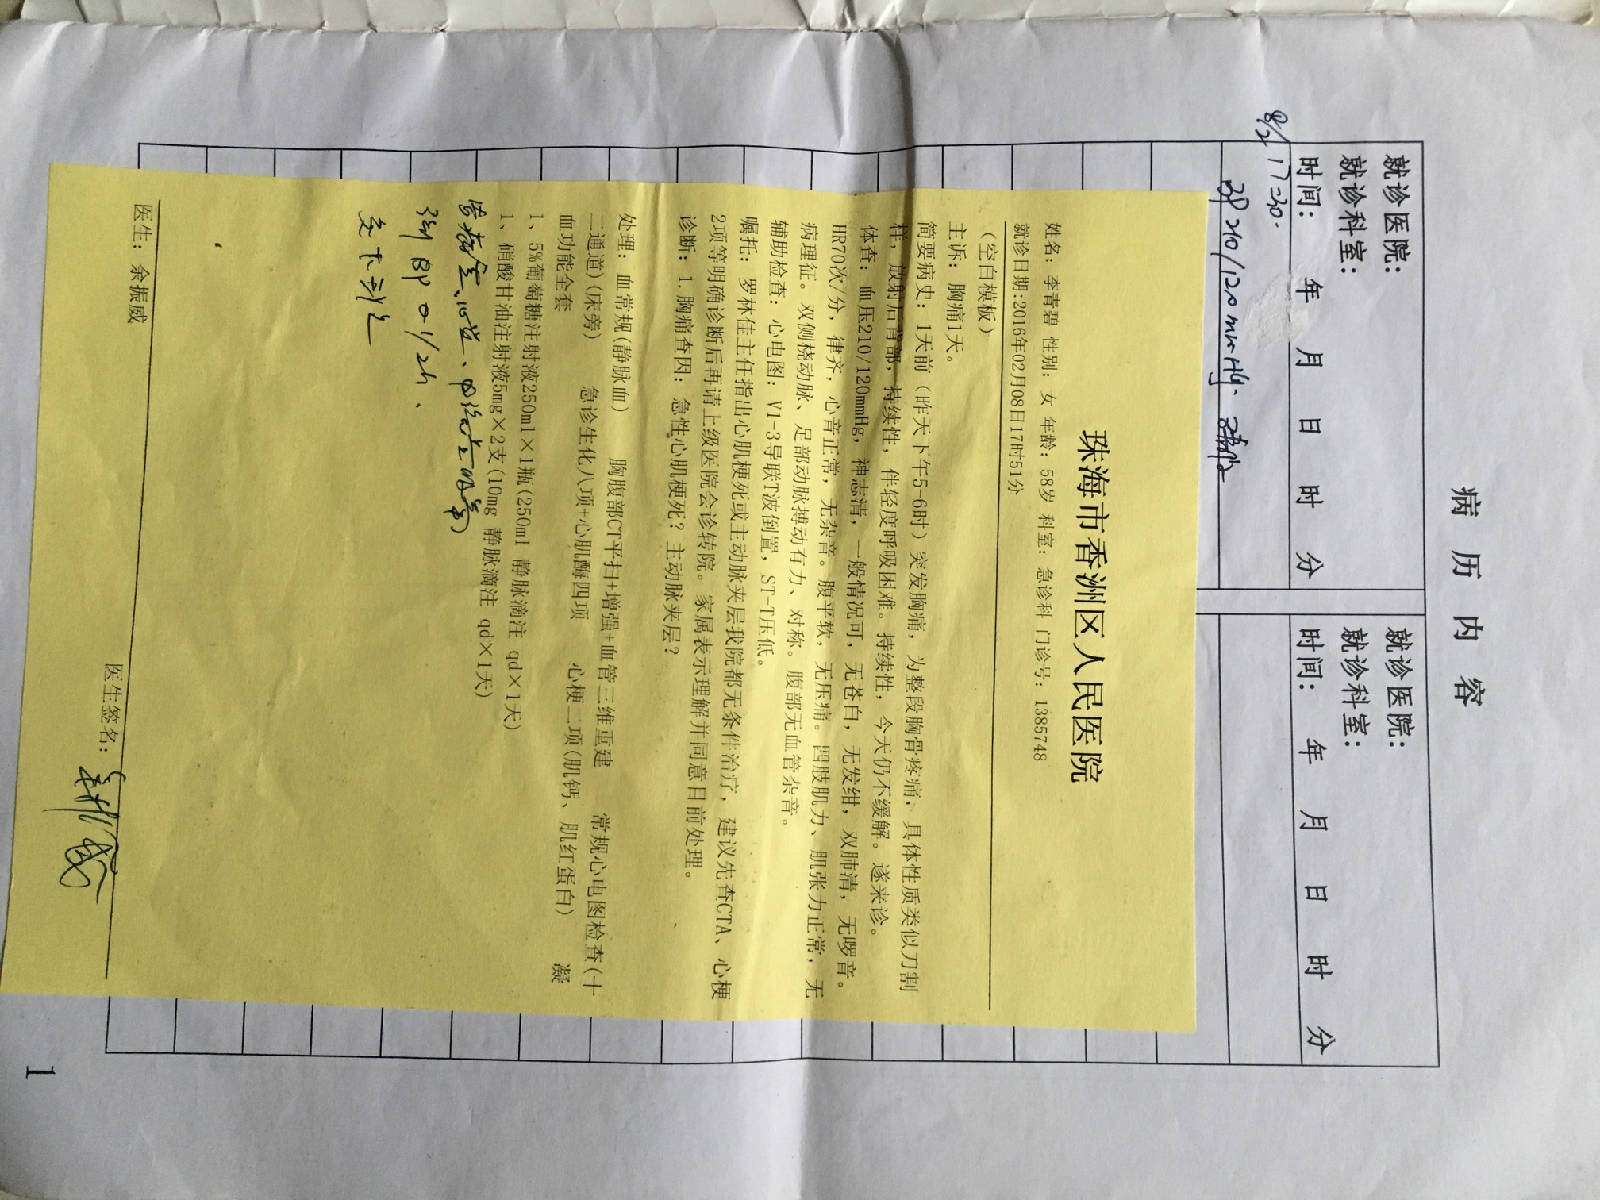 病历内容
就诊医院:
就诊科室:
时间: 年 月 日 时 分
就诊医院:
就诊科室:
时间: 年 月 日 时 分
8/2 17:30.
BP 210/120mmHg.
珠海市香洲区人民医院
姓名: 李青碧 性别: 女 年龄: 58岁 科室: 急诊科 门诊号: 1385748
就诊日期:2016年02月08日17时51分
(空白模板)
主诉: 胸痛1天。
简要病史: 1天前 (昨天下午5-6时) 突发胸痛, 为整段胸骨疼痛, 具体性质类似刀割
样, 放射后背部, 持续性, 伴轻度呼吸困难。持续性, 今天仍不缓解。遂来诊。
体查: 血压210/120mmHg, 神志清, 一般情况可, 无苍白, 无发绀, 双肺清, 无啰音。
HR70次/分, 律齐, 心音正常, 无杂音。腹平软, 无压痛。四肢肌力、肌张力正常, 无
病理征。双侧桡动脉、足部动脉搏动有力、对称。腹部无血管杂音。
辅助检查: 心电图: V1-3导联T波倒置, ST-T压低。
嘱托: 罗林佳主任指出心肌梗死或主动脉夹层我院都无条件治疗, 建议先查CTA、心梗
2项等明确诊断后再请上级医院会诊转院。家属表示理解并同意目前处理。
诊断: 1. 胸痛查因: 急性心肌梗死? 主动脉夹层?
处理: 血常规(静脉血) 胸腹部CT平扫+增强+血管三维重建 常规心电图检查(十
二通道)(床旁) 急诊生化八项+心肌酶四项 心梗二项(肌钙、肌红蛋白) 凝
血功能全套
1、5%葡萄糖注射液250ml×1瓶(250ml 静脉滴注 qd×1天)
1、硝酸甘油注射液5mg×2支(10mg 静脉滴注 qd×1天)
测 BP q1/2h.
医生: 余振威
医生签名:
1